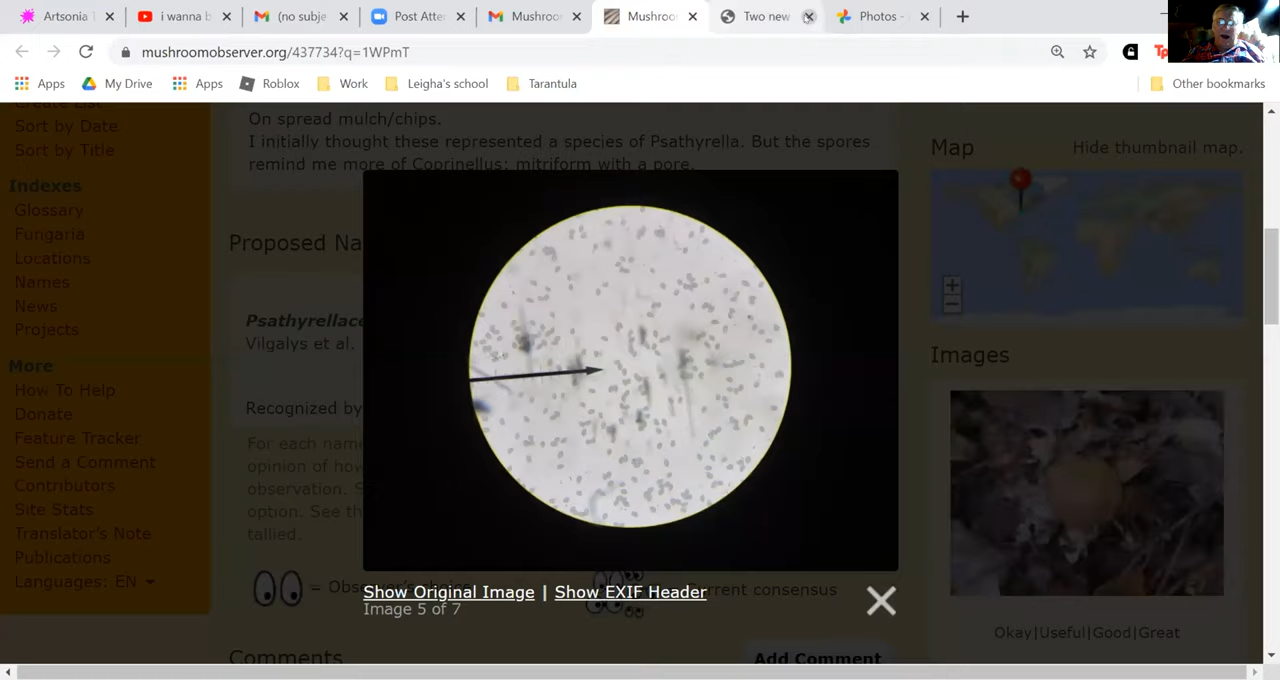 Artsonia
i wanna b
(no subje
Post Atter
Mushroom
Mushroo
Two new
Photos -
mushroomobserver.org/437734?q=1WPmT
Apps
My Drive
Apps
Roblox
Work
Leigha's school
Tarantula
Other bookmarks
Create List
Sort by Date
Sort by Title
Indexes
Glossary
Fungaria
Locations
Names
News
Projects
More
How To Help
Donate
Feature Tracker
Send a Comment
Contributors
Site Stats
Translator's Note
Publications
Languages: EN
On spread mulch/chips.
I initially thought these represented a species of Psathyrella. But the spores
remind me more of Coprinellus: mitriform with a pore.
Proposed Na
Psathyrellace
Vilgalys et al.
Recognized by
For each name
opinion of how
observation. S
option. See th
tallied.
= Observer's choice
Current consensus
Show Original Image | Show EXIF Header
Image 5 of 7
Comments
Add Comment
Map
Hide thumbnail map.
Images
Okay|Useful|Good|Great